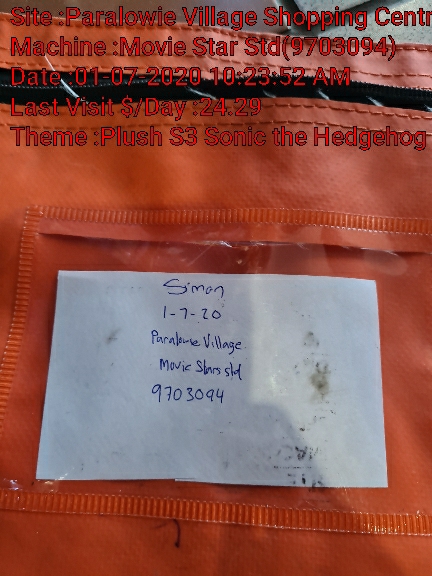 Site :Paralowie Village Shopping Centr
Machine :Movie Star Std(9703094)
Date :01-07-2020 10:23:52 AM
Last Visit $/Day :24.29
Theme :Plush S3 Sonic the Hedgehog
Simon
1-7-20
Paralowie Village
Movie Stars std
9703094